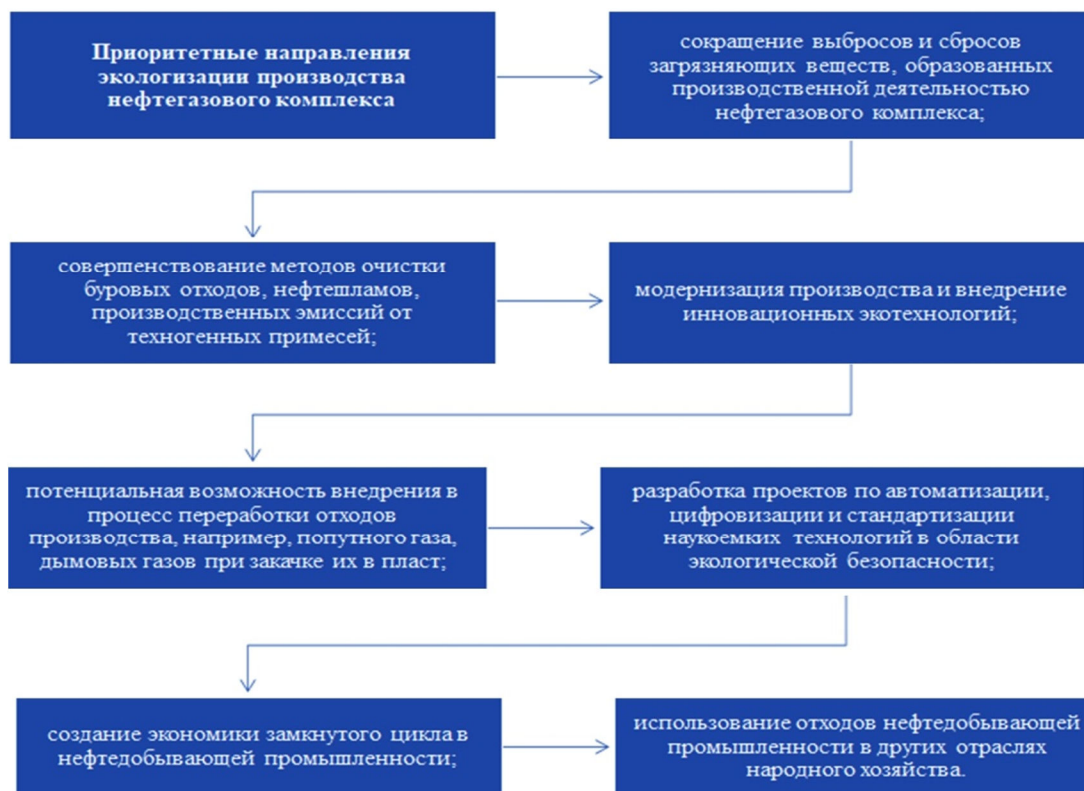 Приоритетные направления
экологизации производства
нефтегазового комплекса
сокращение выбросов и сбросов
загрязняющих веществ, образованных
производственной деятельностью
нефтегазового комплекса;
совершенствование методов очистки
буровых отходов, нефтешламов,
производственных эмиссий от
техногенных примесей;
модернизация производства и внедрение
инновационных экотехнологий;
потенциальная возможность внедрения в
процесс переработки отходов
производства, например, попутного газа,
дымовых газов при закачке их в пласт;
разработка проектов по автоматизации,
цифровизации и стандартизации
наукоемких технологий в области
экологической безопасности;
создание экономики замкнутого цикла в
нефтедобывающей промышленности;
использование отходов нефтедобывающей
промышленности в других отраслях
народного хозяйства.